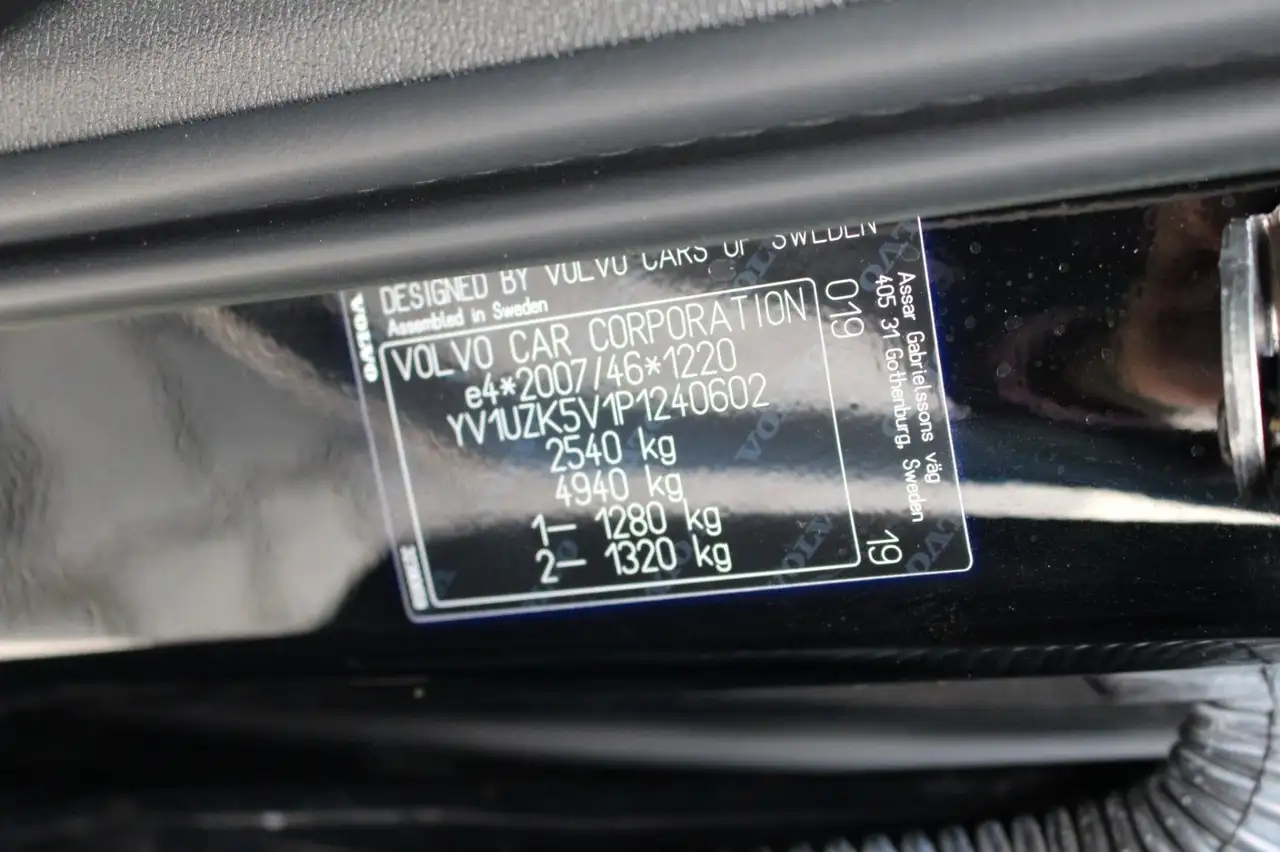 DESIGNED BY VOLVO CARS OF SWEDEN
Assembled in Sweden
VOLVO CAR CORPORATION
e4*2007/46*1220
YV1UZK5V1P1240602
2540 kg
4940 kg
1— 1280 kg
2— 1320 kg
019
19
Assar Gabrielssons väg
405 31 Gothenburg, Sweden
VOLVO